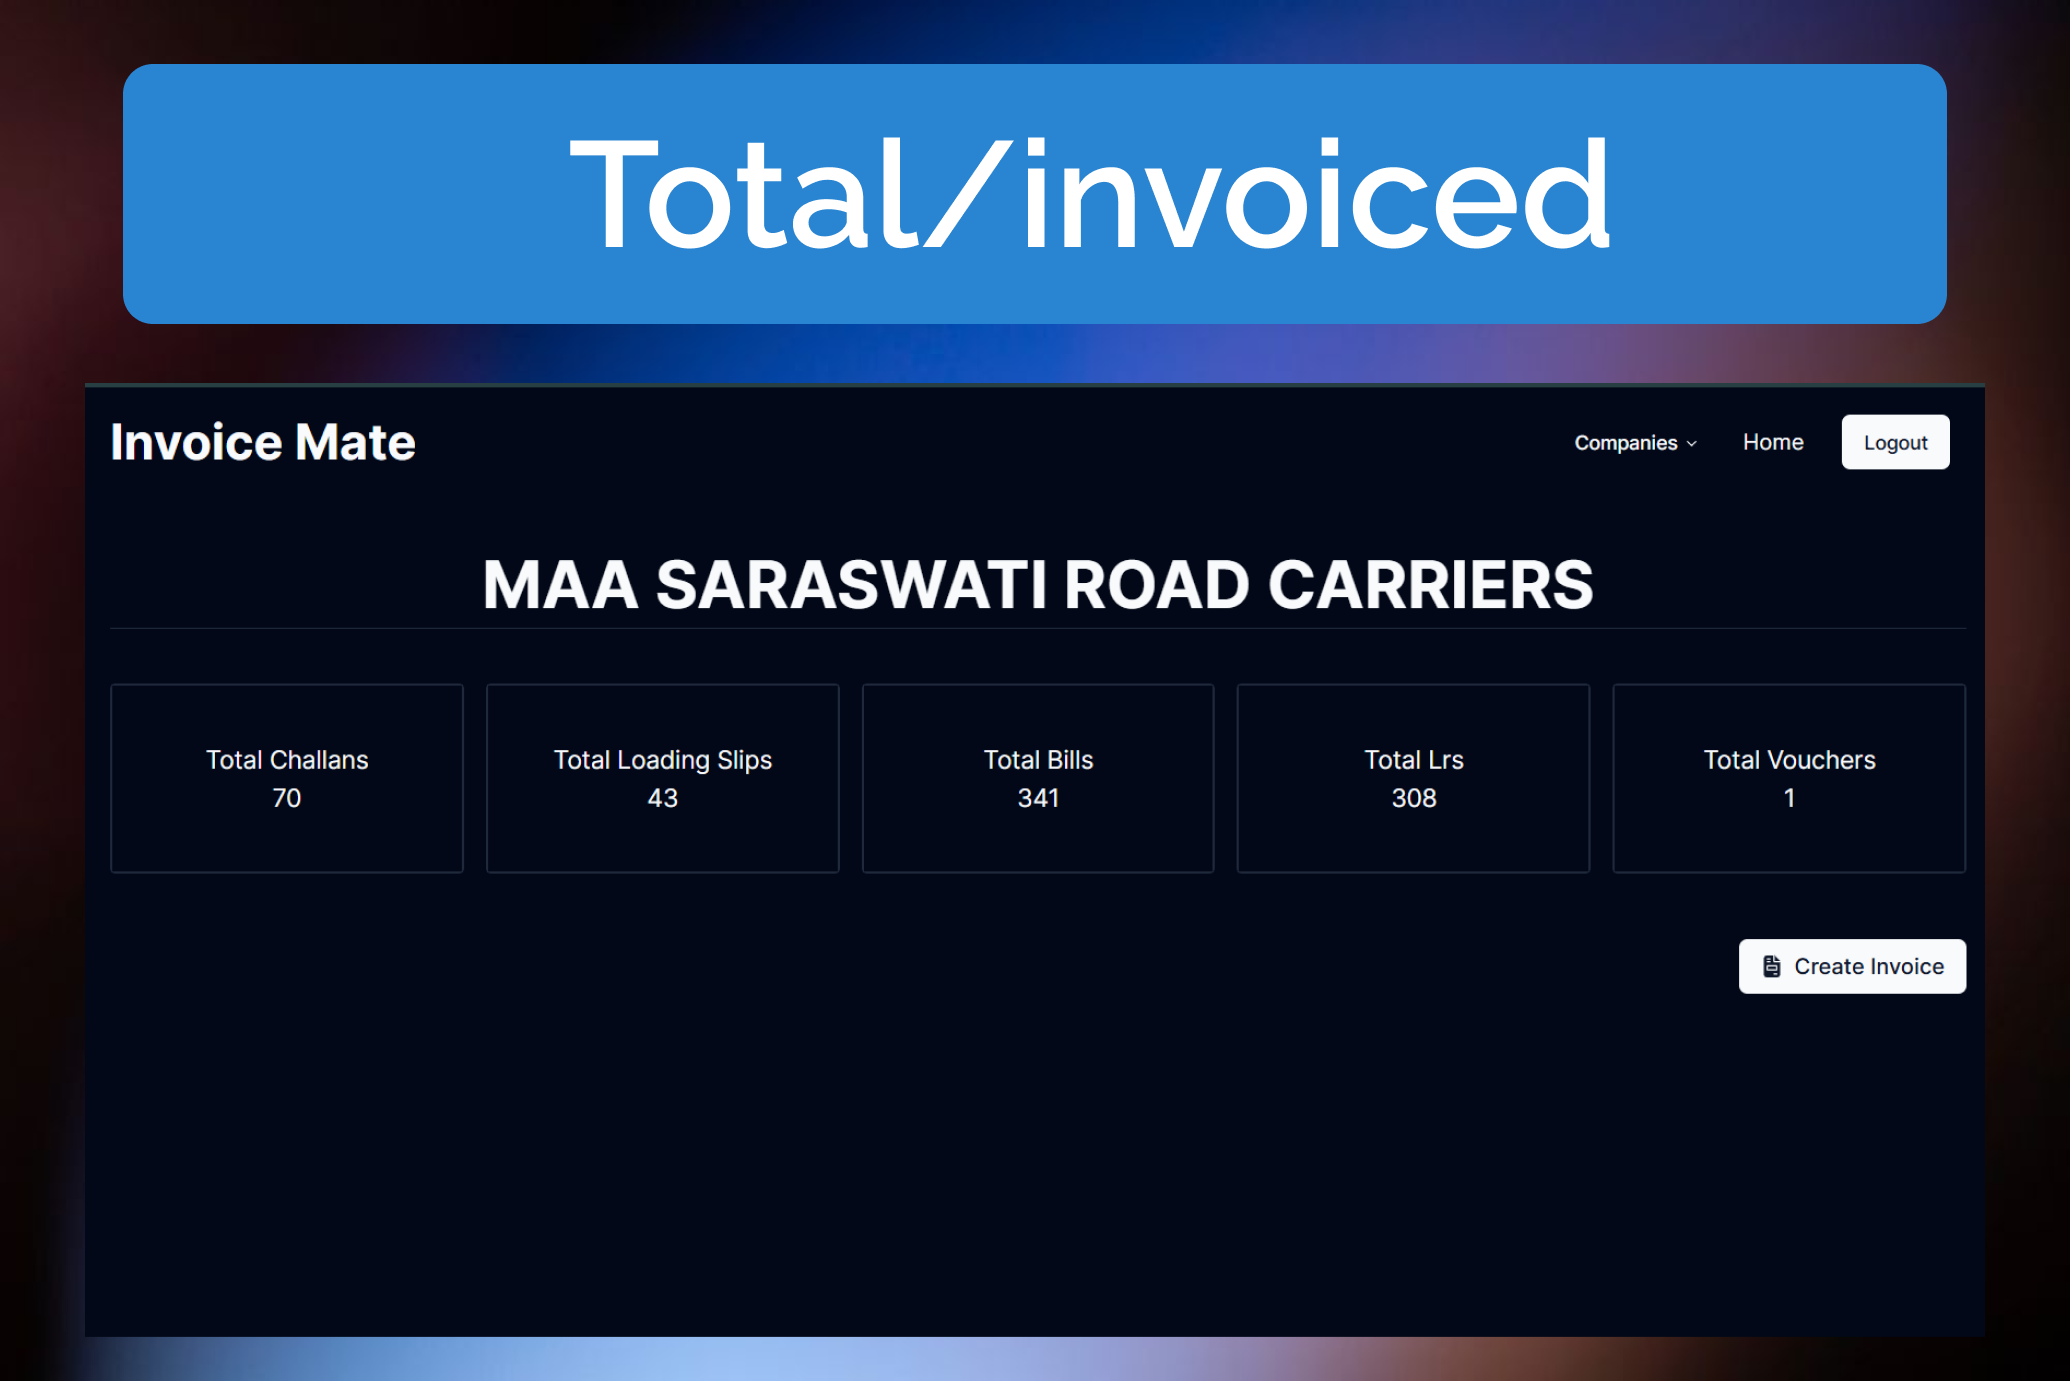 Total/invoiced
Invoice Mate
Companies
Home
Logout
MAA SARASWATI ROAD CARRIERS
Total Challans
70
Total Loading Slips
43
Total Bills
341
Total Lrs
308
Total Vouchers
1
Create Invoice